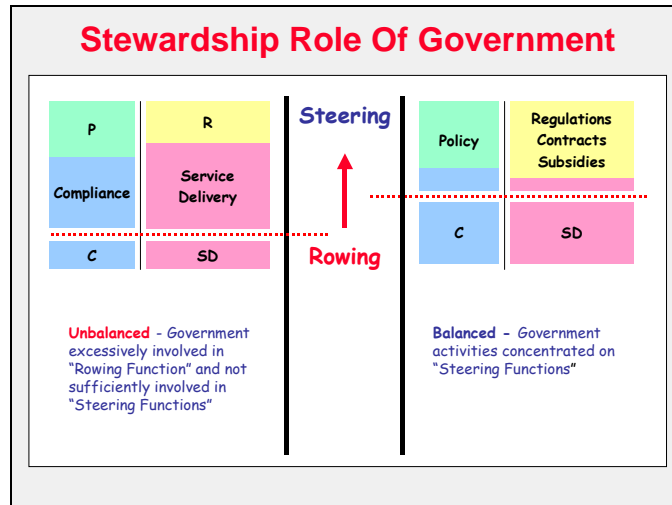 Stewardship Role Of Government
P
R
Compliance
Service
Delivery
C
SD
Unbalanced - Government
excessively involved in
“Rowing Function” and not
sufficiently involved in
“Steering Functions”
Steering
Rowing
Policy
Regulations
Contracts
Subsidies
C
SD
Balanced – Government
activities concentrated on
“Steering Functions”